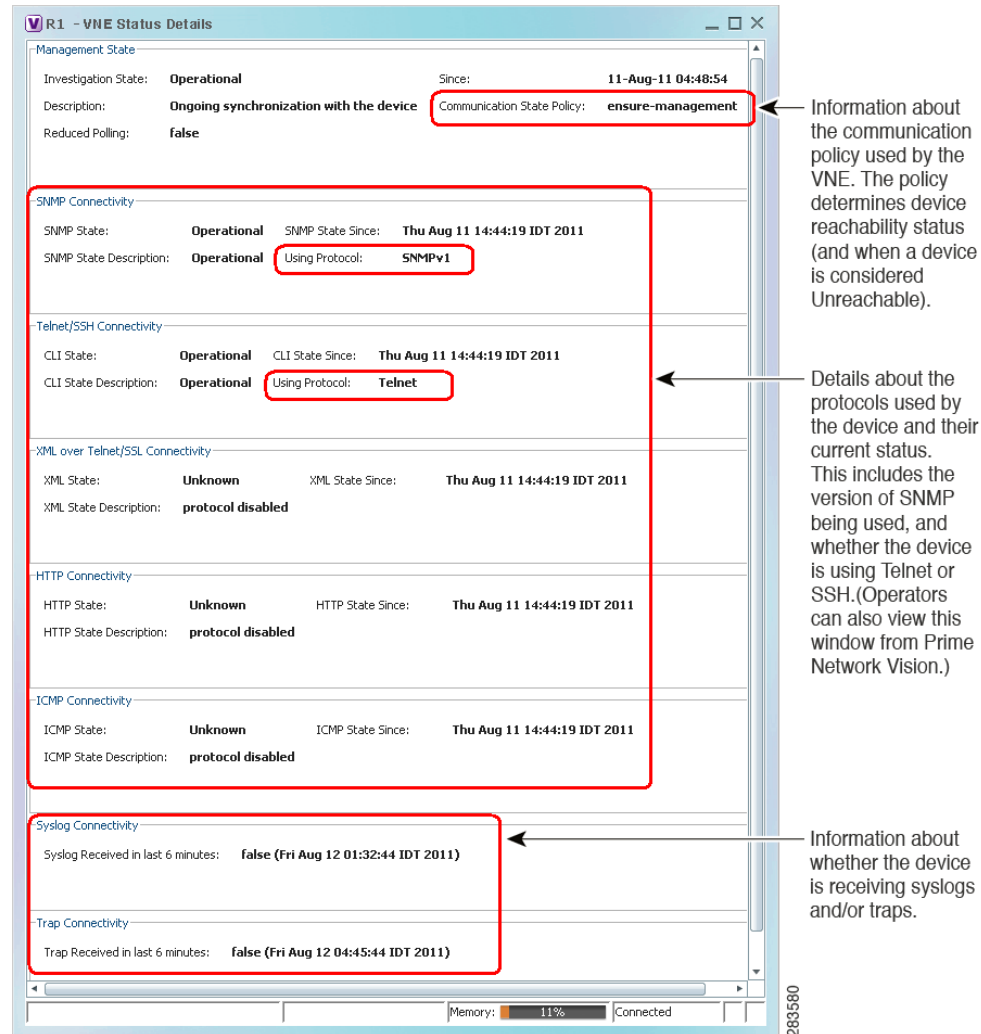 R1 - VNE Status Details
Management State
Investigation State: Operational Since: 11-Aug-11 04:48:54
Description: Ongoing synchronization with the device Communication State Policy: ensure-management
Reduced Polling: false
Information about
the communication
policy used by the
VNE. The policy
determines device
reachability status
(and when a device
is considered
Unreachable).
SNMP Connectivity
SNMP State: Operational SNMP State Since: Thu Aug 11 14:44:19 IDT 2011
SNMP State Description: Operational Using Protocol: SNMPv1
Telnet/SSH Connectivity
CLI State: Operational CLI State Since: Thu Aug 11 14:44:19 IDT 2011
CLI State Description: Operational Using Protocol: Telnet
XML over Telnet/SSL Connectivity
XML State: Unknown XML State Since: Thu Aug 11 14:44:19 IDT 2011
XML State Description: protocol disabled
HTTP Connectivity
HTTP State: Unknown HTTP State Since: Thu Aug 11 14:44:19 IDT 2011
HTTP State Description: protocol disabled
ICMP Connectivity
ICMP State: Unknown ICMP State Since: Thu Aug 11 14:44:19 IDT 2011
ICMP State Description: protocol disabled
Details about the
protocols used by
the device and their
current status.
This includes the
version of SNMP
being used, and
whether the device
is using Telnet or
SSH.(Operators
can also view this
window from Prime
Network Vision.)
Syslog Connectivity
Syslog Received in last 6 minutes: false (Fri Aug 12 01:32:44 IDT 2011)
Trap Connectivity
Trap Received in last 6 minutes: false (Fri Aug 12 04:45:44 IDT 2011)
Information about
whether the device
is receiving syslogs
and/or traps.
Memory: 11% Connected
283580